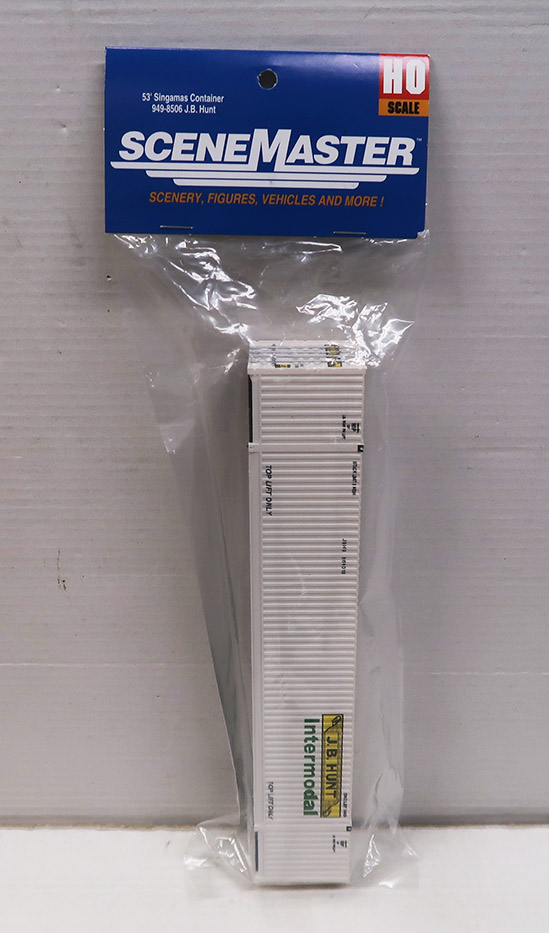 53' Singamas Container
949-8506 J.B. Hunt
HO
SCALE
SCENEMASTER™
SCENERY, FIGURES, VEHICLES AND MORE !
TOP LIFT ONLY
J.B. HUNT
Intermodal
TOP LIFT ONLY